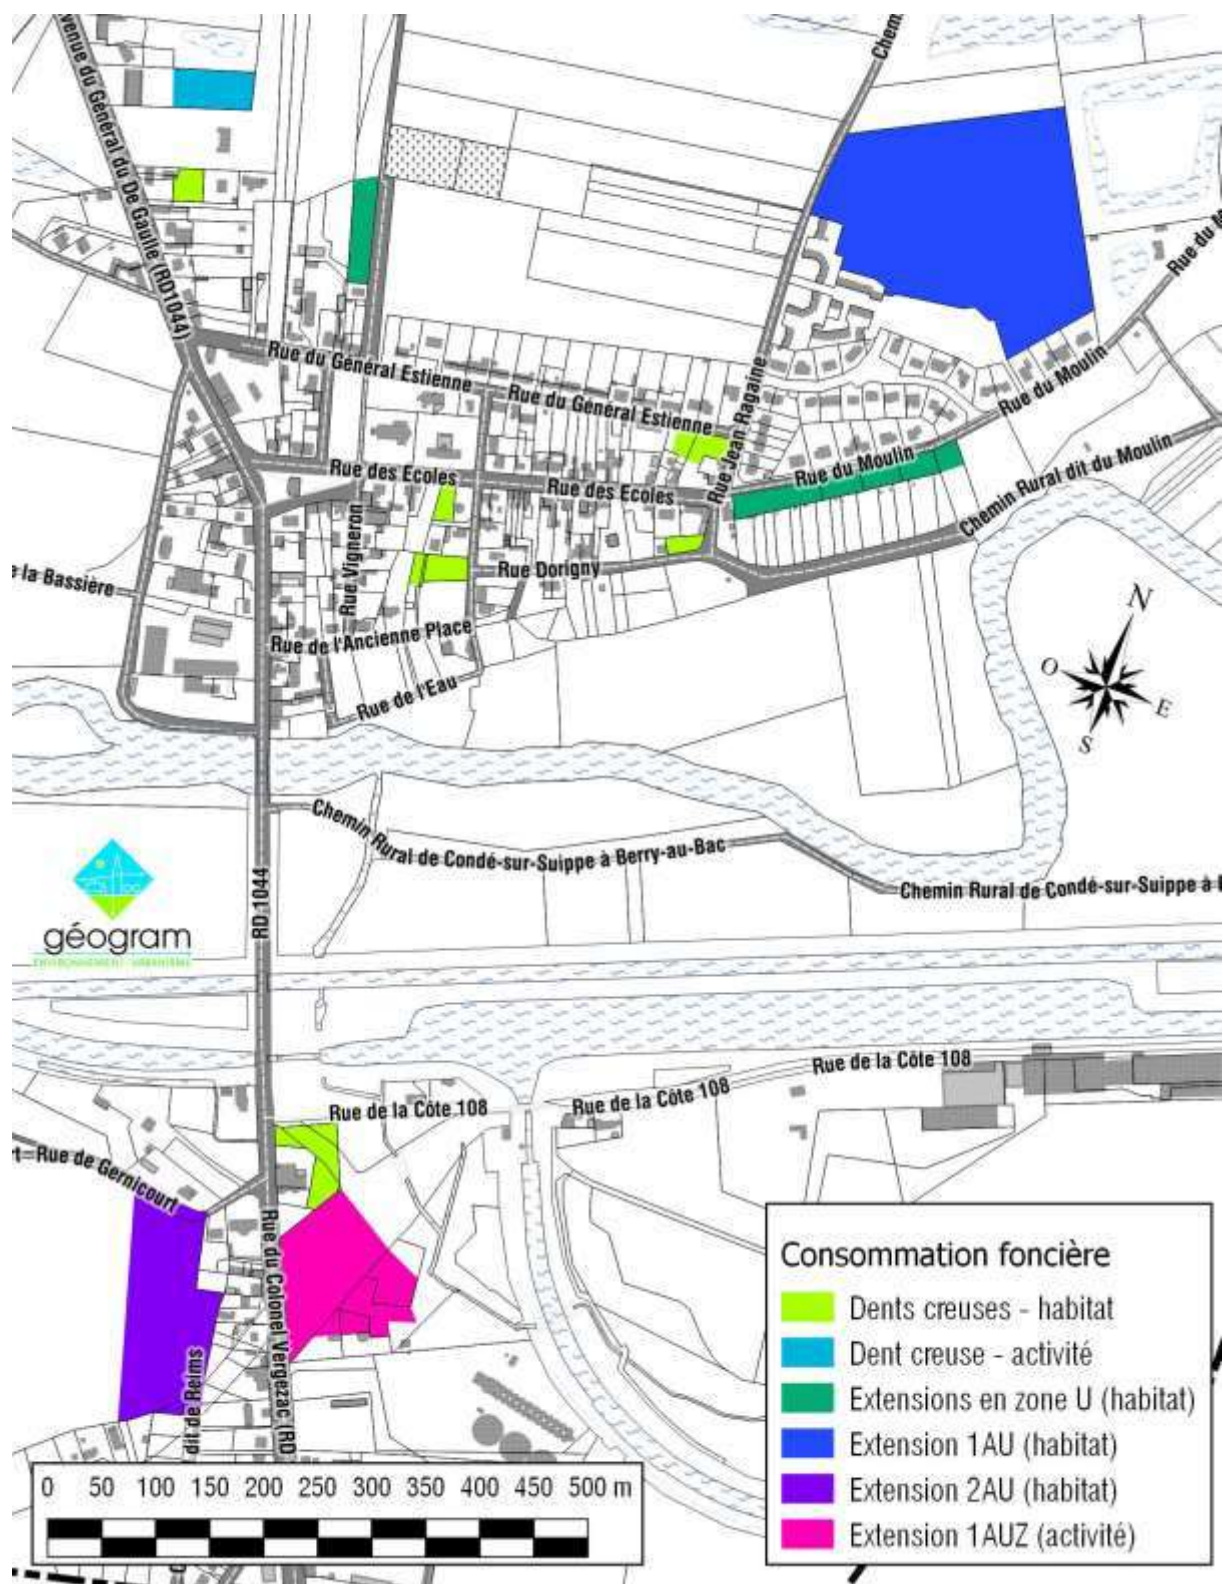 venue du Général du De Gaulle (RD1044)
Chem
Rue du M
Rue du Général Estienne
Rue du Général Estienne
Rue Jean Ragaine
Rue du Moulin
Rue des Ecoles
Rue des Ecoles
Rue du Moulin
Chemin Rural dit du Moulin
Rue Vigneron
Rue Dorigny
e la Bassière
Rue de l'Ancienne Place
Rue de l'Eau
N
O
E
S
Chemin Rural de Condé-sur-Suippe à Berry-au-Bac
Chemin Rural de Condé-sur-Suippe à B
RD 1044
géogram
ENVIRONNEMENT URBANISME
Rue de la Côte 108
Rue de la Côte 108
Rue de la Côte 108
t=Rue de Gernicourt
Rue du Colonel Vergezac (RD
dit de Reims
Consommation foncière
Dents creuses - habitat
Dent creuse - activité
Extensions en zone U (habitat)
Extension 1AU (habitat)
Extension 2AU (habitat)
Extension 1AUZ (activité)
0 50 100 150 200 250 300 350 400 450 500 m